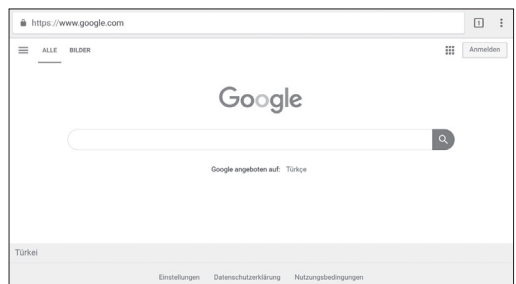 https://www.google.com 1
ALLE BILDER Anmelden
Google
Google angeboten auf: Türkçe
Türkei
Einstellungen Datenschutzerklärung Nutzungsbedingungen